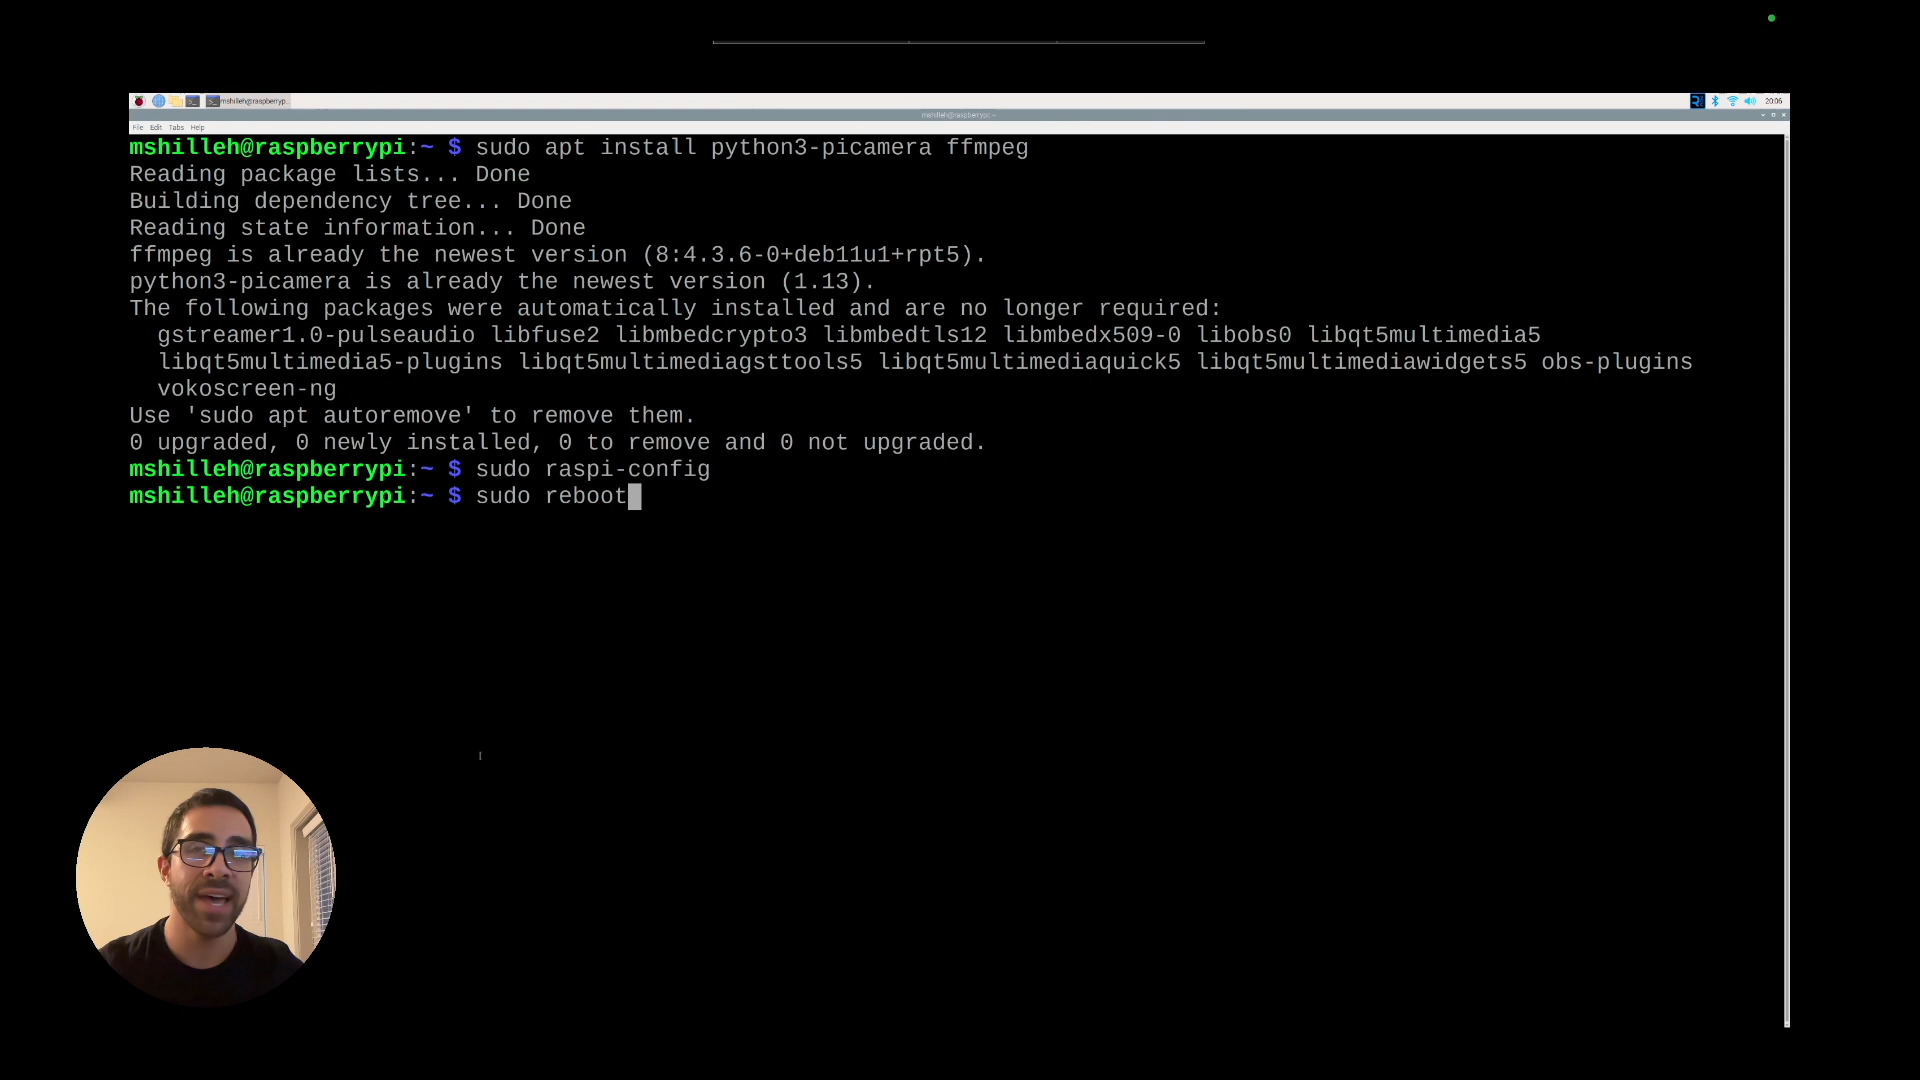 mshilleh@raspberryp...
20:06
mshilleh@raspberrypi: ~
File Edit Tabs Help
mshilleh@raspberrypi:~ $ sudo apt install python3-picamera ffmpeg
Reading package lists... Done
Building dependency tree... Done
Reading state information... Done
ffmpeg is already the newest version (8:4.3.6-0+deb11u1+rpt5).
python3-picamera is already the newest version (1.13).
The following packages were automatically installed and are no longer required:
gstreamer1.0-pulseaudio libfuse2 libmbedcrypto3 libmbedtls12 libmbedx509-0 libobs0 libqt5multimedia5
libqt5multimedia5-plugins libqt5multimediagsttools5 libqt5multimediaquick5 libqt5multimediawidgets5 obs-plugins
vokoscreen-ng
Use 'sudo apt autoremove' to remove them.
0 upgraded, 0 newly installed, 0 to remove and 0 not upgraded.
mshilleh@raspberrypi:~ $ sudo raspi-config
mshilleh@raspberrypi:~ $ sudo reboot